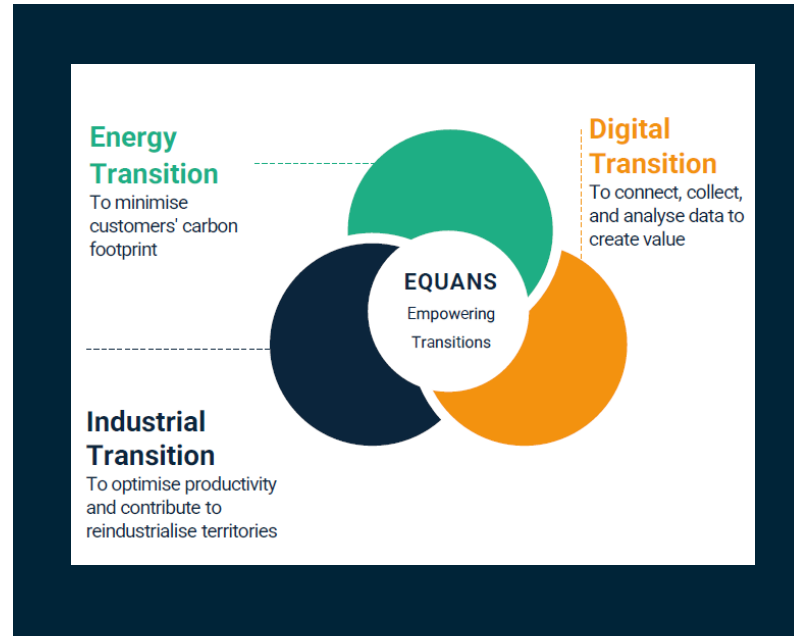 Energy
Transition
To minimise
customers' carbon
footprint
Digital
Transition
To connect, collect,
and analyse data to
create value
EQUANS
Empowering
Transitions
Industrial
Transition
To optimise productivity
and contribute to
reindustrialise territories